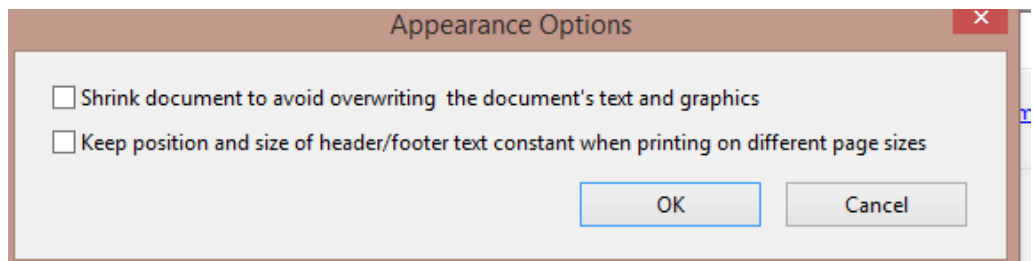 Appearance Options
Shrink document to avoid overwriting  the document's text and graphics
Keep position and size of header/footer text constant when printing on different page sizes
OK
Cancel